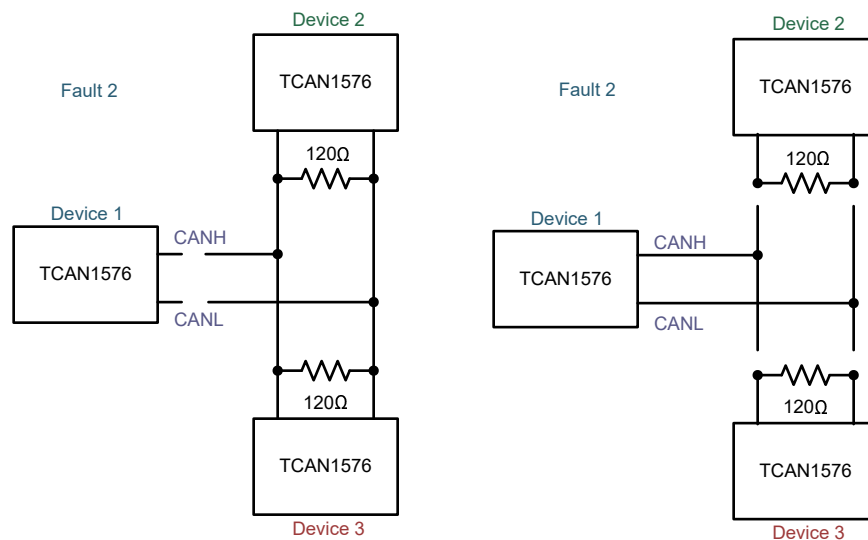 Device 2
TCAN1576
Fault 2
120Ω
Device 1
CANH
TCAN1576
CANL
120Ω
TCAN1576
Device 3
Device 2
TCAN1576
Fault 2
120Ω
Device 1
CANH
TCAN1576
CANL
120Ω
TCAN1576
Device 3